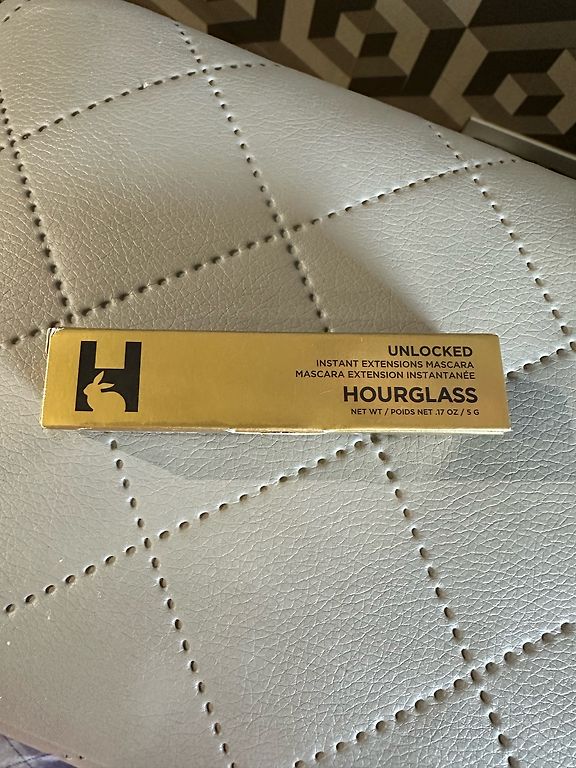 H
UNLOCKED
INSTANT EXTENSIONS MASCARA
MASCARA EXTENSION INSTANTANÉE
HOURGLASS
NET WT / POIDS NET .17 OZ / 5 G